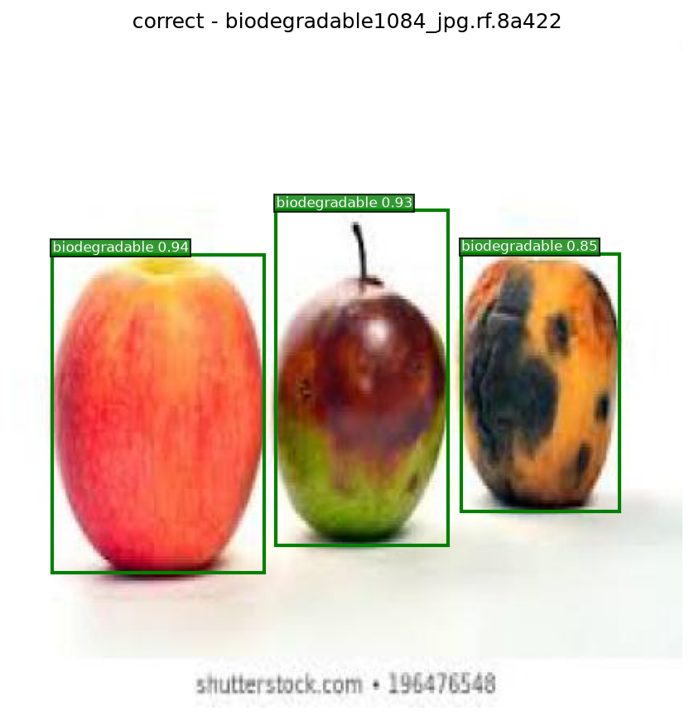 correct - biodegradable1084_jpg.rf.8a422
biodegradable 0.93
biodegradable 0.94
biodegradable 0.85
shutterstock.com • 196476548